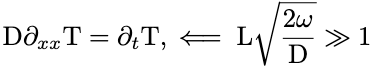 D∂ₓₓT = ∂ₜT, ⟸ L√(2ω/D) ≫ 1